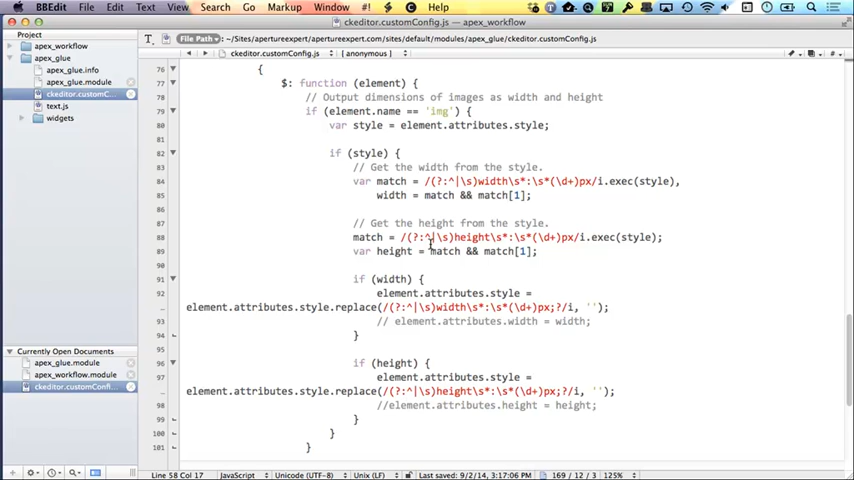 BBEdit File Edit Text View Search Go Markup Window #! Help
ckeditor.customConfig.js — apex_workflow
Project
File Path: ~/Sites/apertureexpert.com/sites/default/modules/apex_glue/ckeditor.customConfig.js
ckeditor.customConfig.js [anonymous]
apex_workflow
apex_glue
apex_glue.info
apex_glue.module
ckeditor.customC...
text.js
widgets
76 {
77 $: function (element) {
78 // Output dimensions of images as width and height
79 if (element.name == 'img') {
80 var style = element.attributes.style;
81
82 if (style) {
83 // Get the width from the style.
84 var match = /(?:^|\s)width\s*:\s*(\d+)px/i.exec(style),
85 width = match && match[1];
86
87 // Get the height from the style.
88 match = /(?:^|\s)height\s*:\s*(\d+)px/i.exec(style);
89 var height = match && match[1];
90
91 if (width) {
92 element.attributes.style =
element.attributes.style.replace(/(?:^|\s)width\s*:\s*(\d+)px;?/i, '');
93 // element.attributes.width = width;
94 }
95
96 if (height) {
97 element.attributes.style =
element.attributes.style.replace(/(?:^|\s)height\s*:\s*(\d+)px;?/i, '');
98 //element.attributes.height = height;
99 }
100 }
101 }
Currently Open Documents
apex_glue.module
apex_workflow.module
ckeditor.customConfi...
Line 58 Col 17 JavaScript Unicode (UTF-8) Unix (LF) Last saved: 9/2/14, 3:17:06 PM 169 / 12 / 3 125%